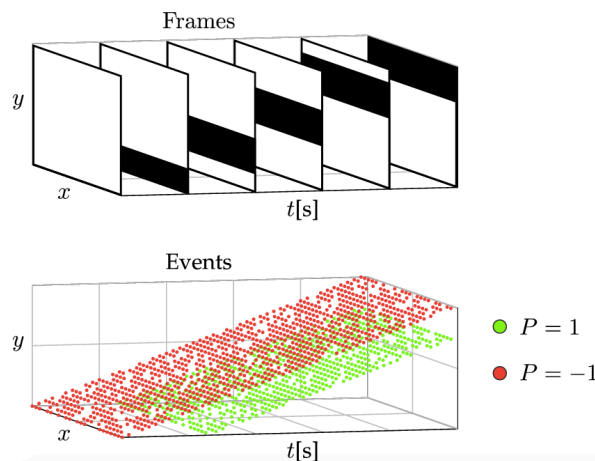 Frames
y
x
t[s]
Events
y
P = 1
P = -1
x
t[s]